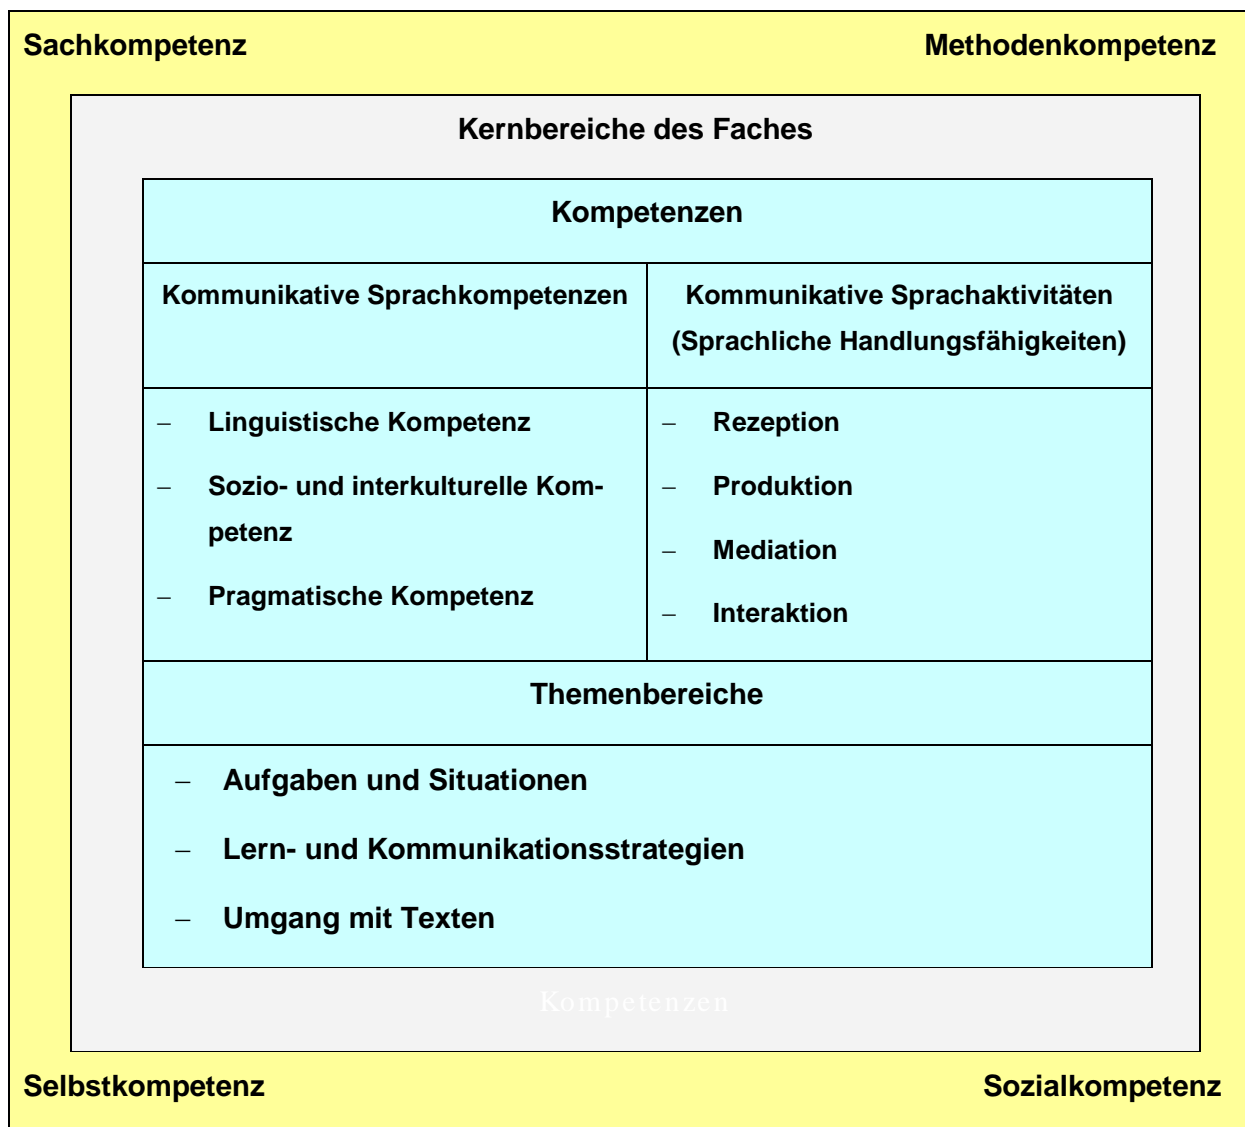 Sachkompetenz
Methodenkompetenz
Kernbereiche des Faches
Kompetenzen
Kommunikative Sprachkompetenzen
Kommunikative Sprachaktivitäten
(Sprachliche Handlungsfähigkeiten)
– Linguistische Kompetenz
– Sozio- und interkulturelle Kom-
petenz
– Pragmatische Kompetenz
– Rezeption
– Produktion
– Mediation
– Interaktion
Themenbereiche
– Aufgaben und Situationen
– Lern- und Kommunikationsstrategien
– Umgang mit Texten
Kompetenzen
Selbstkompetenz
Sozialkompetenz